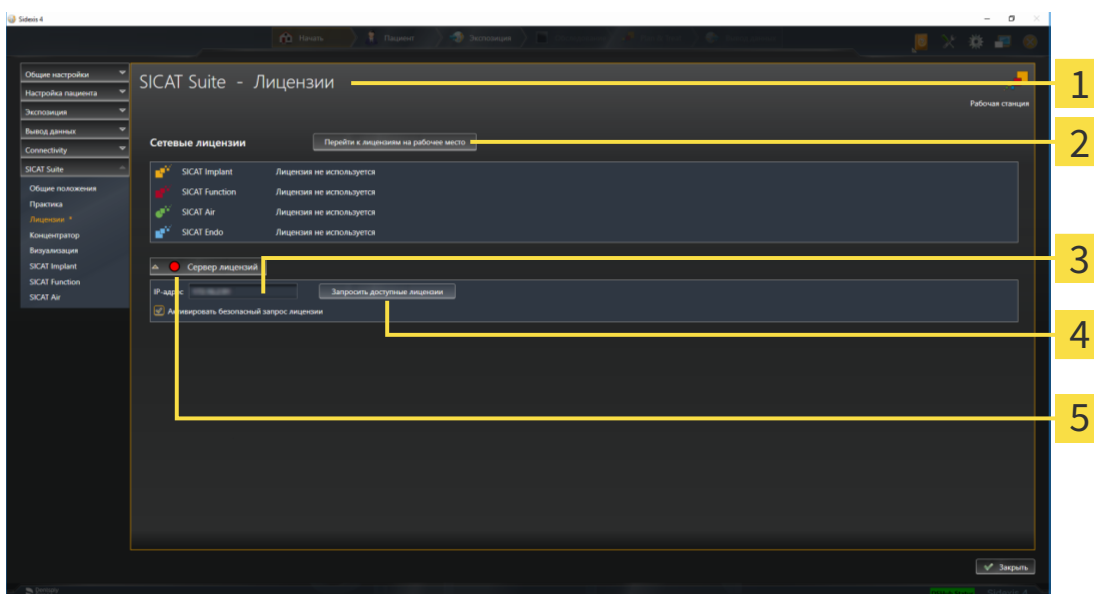 Sidexis 4
Начать
Пациент
Экспозиция
Общие настройки
Настройка пациента
Экспозиция
Вывод данных
Connectivity
SICAT Suite
Общие положения
Практика
Лицензии *
Концентратор
Визуализация
SICAT Implant
SICAT Function
SICAT Air
SICAT Suite - Лицензии
Рабочая станция
Сетевые лицензии
Перейти к лицензиям на рабочее место
SICAT Implant Лицензия не используется
SICAT Function Лицензия не используется
SICAT Air Лицензия не используется
SICAT Endo Лицензия не используется
Сервер лицензий
IP-адрес
Запросить доступные лицензии
Активировать безопасный запрос лицензии
Закрыть
Sidexis 4
1
2
3
4
5